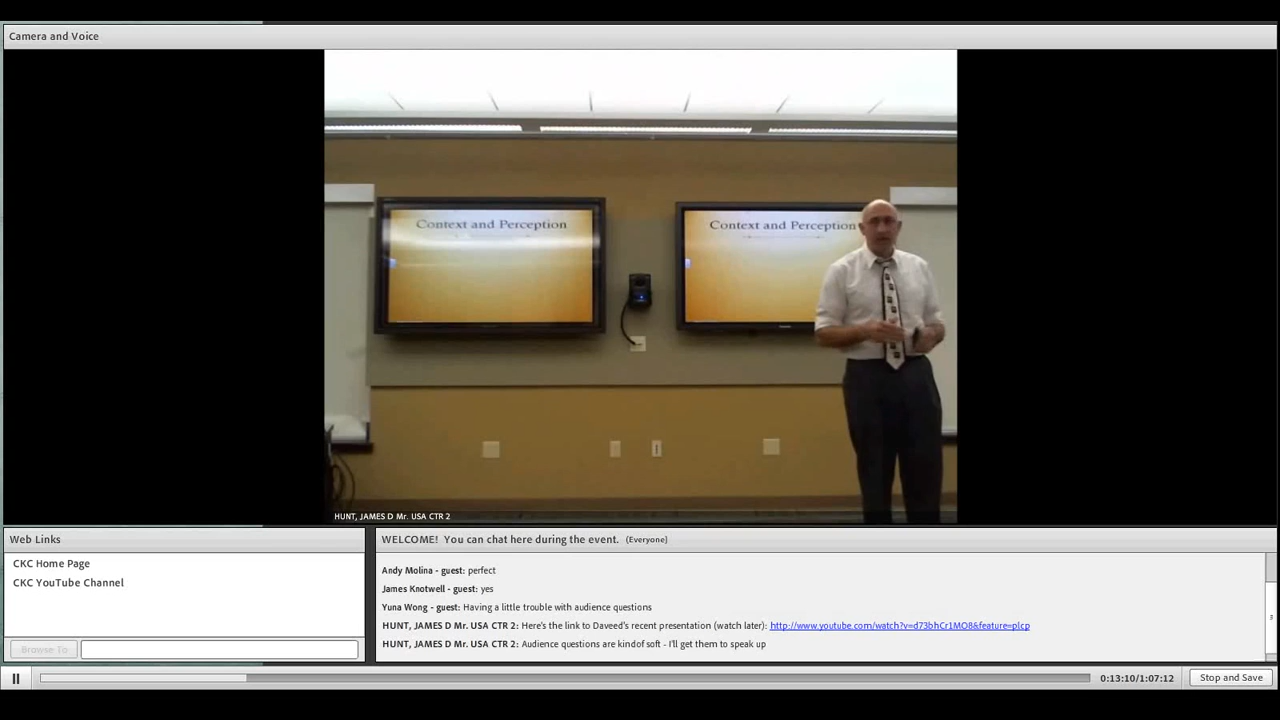 Camera and Voice
Context and Perception
Context and Perception
HUNT, JAMES D Mr. USA CTR 2
Web Links
CKC Home Page
CKC YouTube Channel
Browse To
WELCOME! You can chat here during the event. (Everyone)
Andy Molina - guest: perfect
James Knotwell - guest: yes
Yuna Wong - guest: Having a little trouble with audience questions
HUNT, JAMES D Mr. USA CTR 2: Here's the link to Daveed's recent presentation (watch later): http://www.youtube.com/watch?v=d73bhCr1MO8&feature=plcp
HUNT, JAMES D Mr. USA CTR 2: Audience questions are kindof soft - I'll get them to speak up
0:13:10/1:07:12
Stop and Save